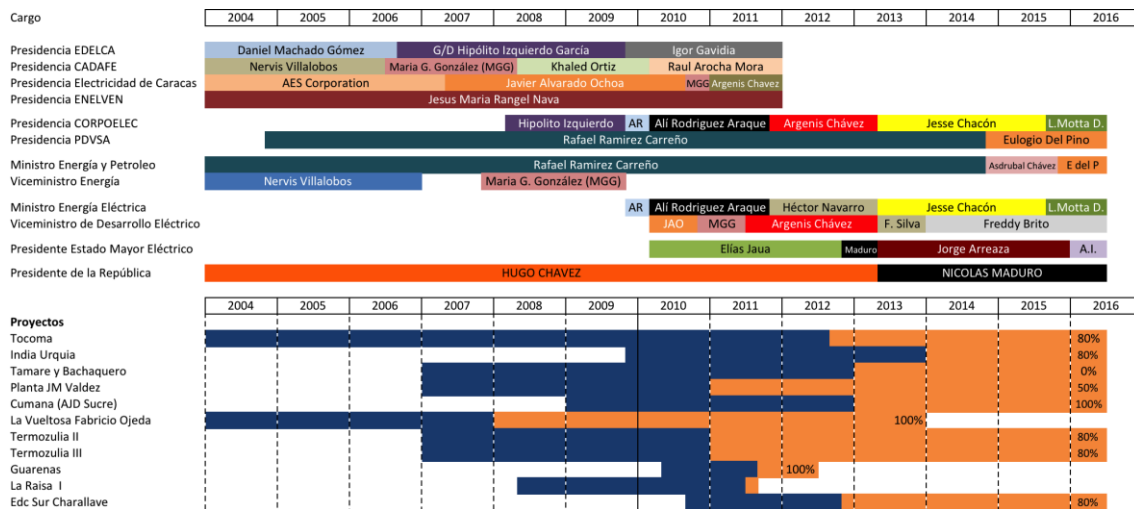 Cargo 2004 2005 2006 2007 2008 2009 2010 2011 2012 2013 2014 2015 2016
Presidencia EDELCA Daniel Machado Gómez G/D Hipólito Izquierdo García Igor Gavidia
Presidencia CADAFE Nervis Villalobos Maria G. González (MGG) Khaled Ortiz Raul Arocha Mora
Presidencia Electricidad de Caracas AES Corporation Javier Alvarado Ochoa MGG Argenis Chavez
Presidencia ENELVEN Jesus Maria Rangel Nava
Presidencia CORPOELEC Hipolito Izquierdo AR Alí Rodriguez Araque Argenis Chávez Jesse Chacón L.Motta D.
Presidencia PDVSA Rafael Ramirez Carreño Eulogio Del Pino
Ministro Energía y Petroleo Rafael Ramirez Carreño Asdrubal Chávez E del P
Viceministro Energía Nervis Villalobos Maria G. González (MGG)
Ministro Energía Eléctrica AR Alí Rodriguez Araque Héctor Navarro Jesse Chacón L.Motta D.
Viceministro de Desarrollo Eléctrico JAO MGG Argenis Chávez F. Silva Freddy Brito
Presidente Estado Mayor Eléctrico Elías Jaua Maduro Jorge Arreaza A.I.
Presidente de la República HUGO CHAVEZ NICOLAS MADURO
2004 2005 2006 2007 2008 2009 2010 2011 2012 2013 2014 2015 2016
Proyectos
Tocoma 80%
India Urquia 80%
Tamare y Bachaquero 0%
Planta JM Valdez 50%
Cumana (AJD Sucre) 100%
La Vueltosa Fabricio Ojeda 100%
Termozulia II 80%
Termozulia III 80%
Guarenas 100%
La Raisa I
Edc Sur Charallave 80%